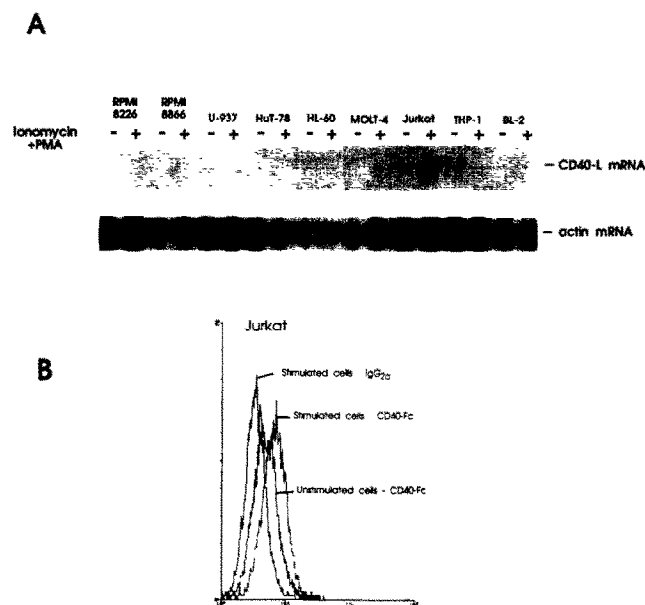 A
RPMI 8226 RPMI 8866 U-937 HuT-78 HL-60 MOLT-4 Jurkat THP-1 BL-2
Ionomycin +PMA - + - + - + - + - + - + - + - + - +
– CD40-L mRNA
– actin mRNA
B
Jurkat
#
Stimulated cells IgG2a
Stimulated cells CD40-Fc
Unstimulated cells - CD40-Fc